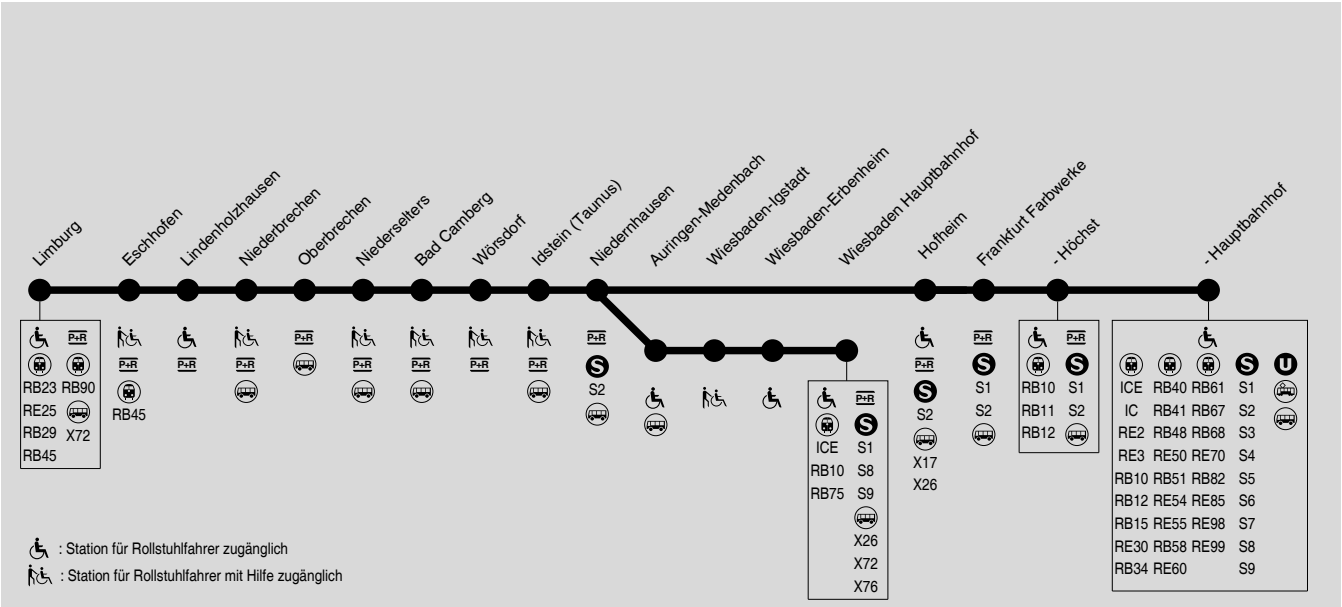 Limburg
Eschhofen
Lindenholzhausen
Niederbrechen
Oberbrechen
Niederselters
Bad Camberg
Wörsdorf
Idstein (Taunus)
Niedernhausen
Auringen-Medenbach
Wiesbaden-Igstadt
Wiesbaden-Erbenheim
Wiesbaden Hauptbahnhof
Hofheim
Frankfurt Farbwerke
- Höchst
- Hauptbahnhof
P+R
RB23 RB90
RE25
RB29 X72
RB45
P+R
RB45
P+R
P+R
P+R
P+R
P+R
P+R
P+R
P+R
S
S2
P+R
S
ICE S1
RB10 S8
RB75 S9
X26
X72
X76
P+R
S
S2
X17
X26
P+R
S
S1
S2
P+R
S
RB10 S1
RB11 S2
RB12
S U
ICE RB40 RB61 S1
IC RB41 RB67 S2
RE2 RB48 RB68 S3
RE3 RE50 RE70 S4
RB10 RB51 RB82 S5
RB12 RE54 RE85 S6
RB15 RE55 RE98 S7
RE30 RB58 RE99 S8
RB34 RE60 S9
: Station für Rollstuhlfahrer zugänglich
: Station für Rollstuhlfahrer mit Hilfe zugänglich